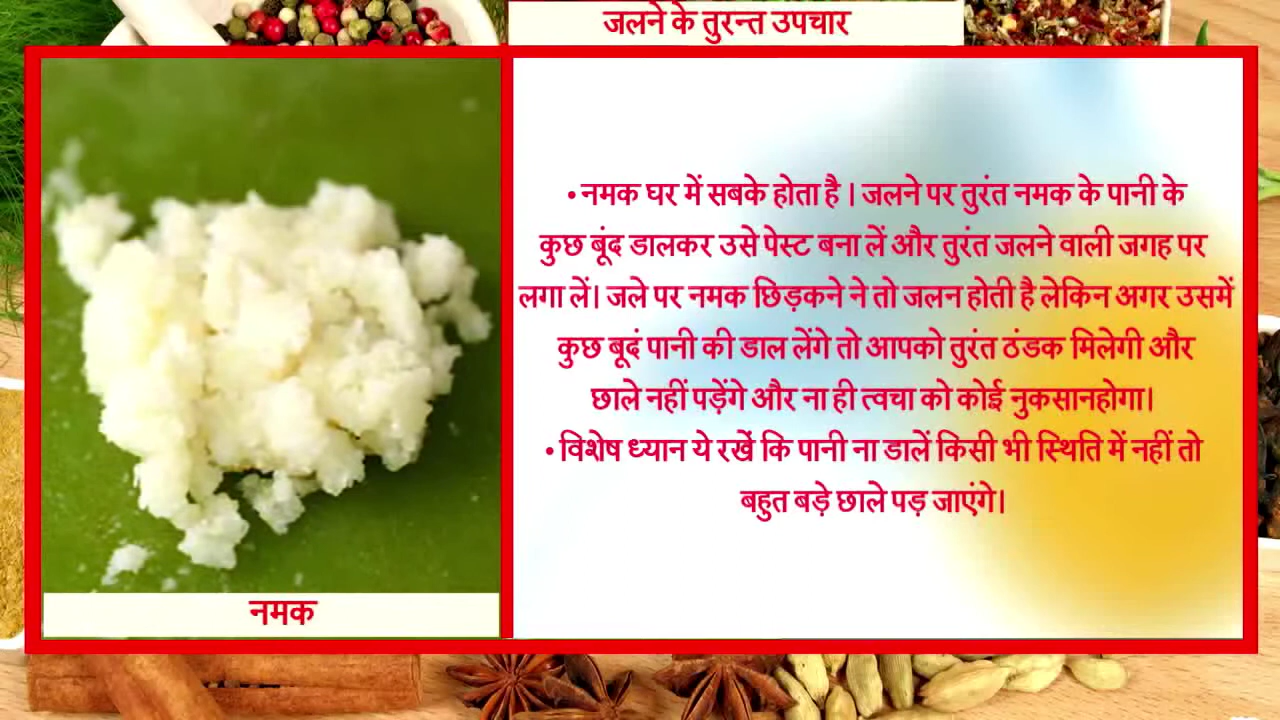 जलने के तुरन्त उपचार
• नमक घर में सबके होता है । जलने पर तुरंत नमक के पानी के
कुछ बूंद डालकर उसे पेस्ट बना लें और तुरंत जलने वाली जगह पर
लगा लें। जले पर नमक छिड़कने ने तो जलन होती है लेकिन अगर उसमें
कुछ बूदं पानी की डाल लेंगे तो आपको तुरंत ठंडक मिलेगी और
छाले नहीं पड़ेंगे और ना ही त्वचा को कोई नुकसानहोगा।
• विशेष ध्यान ये रखें कि पानी ना डालें किसी भी स्थिति में नहीं तो
बहुत बड़े छाले पड़ जाएंगे।
नमक